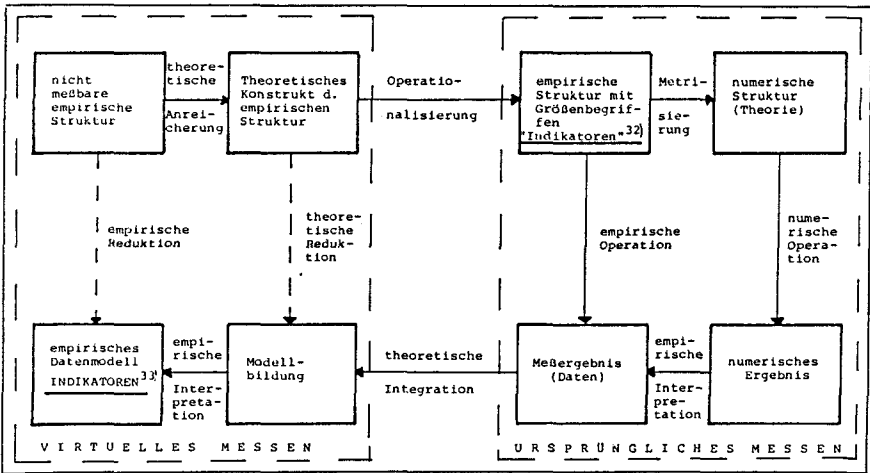 nicht
meßbare
empirische
Struktur
theore-
tische
Anrei-
cherung
Theoretisches
Konstrukt d.
empirischen
Struktur
Operatio-
nalisierung
empirische
Struktur mit
Größenbegrif-
fen
"Indikatoren"32)
Metri-
sie-
rung
numerische
Struktur
(Theorie)
empirische
Reduktion
theore-
tische
Reduk-
tion
empirische
Operation
nume-
rische
Opera-
tion
empirisches
Datenmodell
INDIKATOREN33)
empi-
rische
Inter-
preta-
tion
Modell-
bildung
theoretische
Integration
Meßergebnis
(Daten)
empi-
rische
Inter-
pre-
tation
numerisches
Ergebnis
VIRTUELLES MESSEN
URSPRÜNGLICHES MESSEN